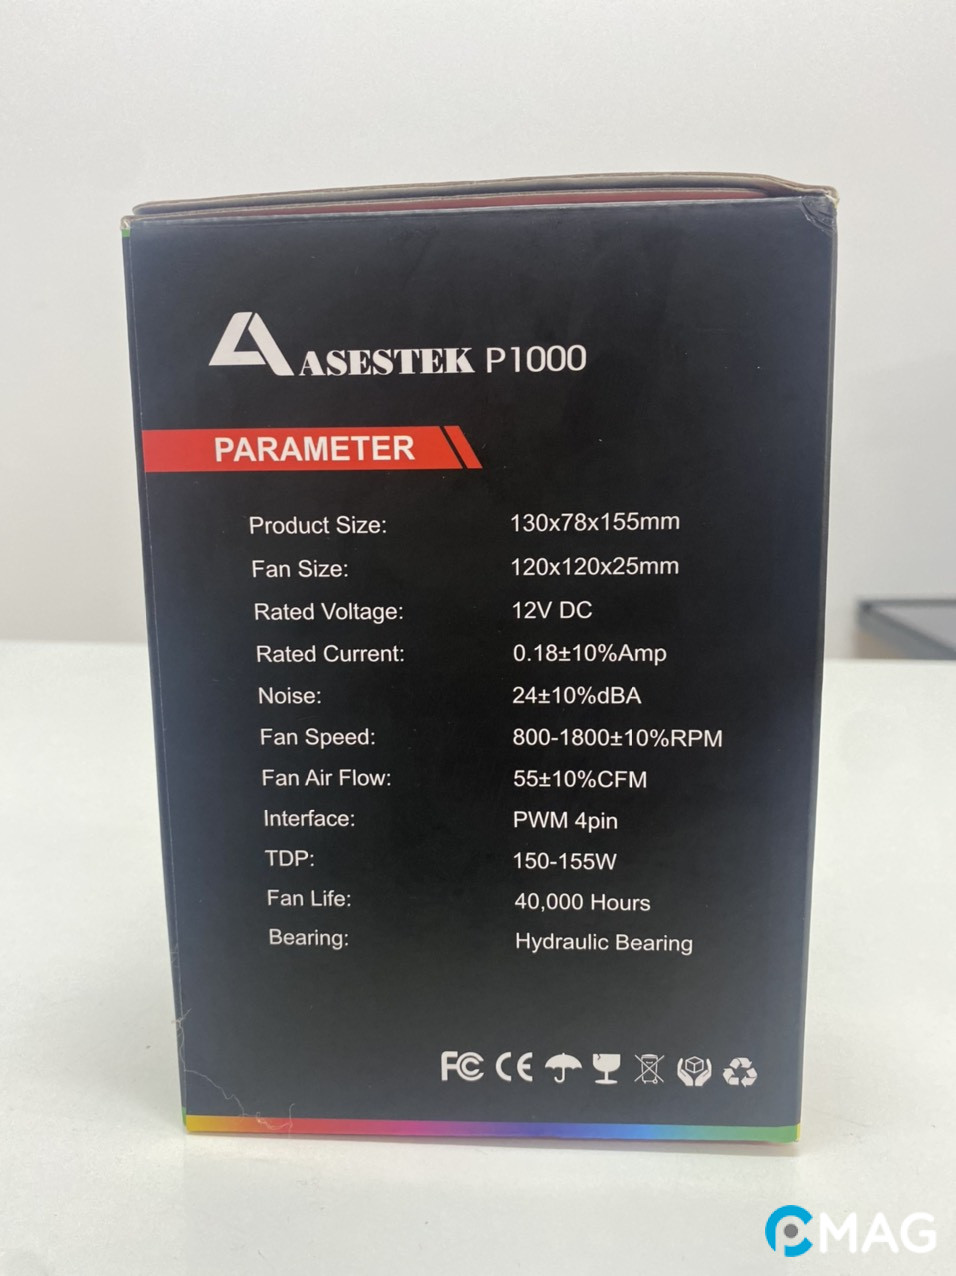 ASESTEK P1000
PARAMETER
Product Size: 130x78x155mm
Fan Size: 120x120x25mm
Rated Voltage: 12V DC
Rated Current: 0.18±10%Amp
Noise: 24±10%dBA
Fan Speed: 800-1800±10%RPM
Fan Air Flow: 55±10%CFM
Interface: PWM 4pin
TDP: 150-155W
Fan Life: 40,000 Hours
Bearing: Hydraulic Bearing
FC CE
PCMAG